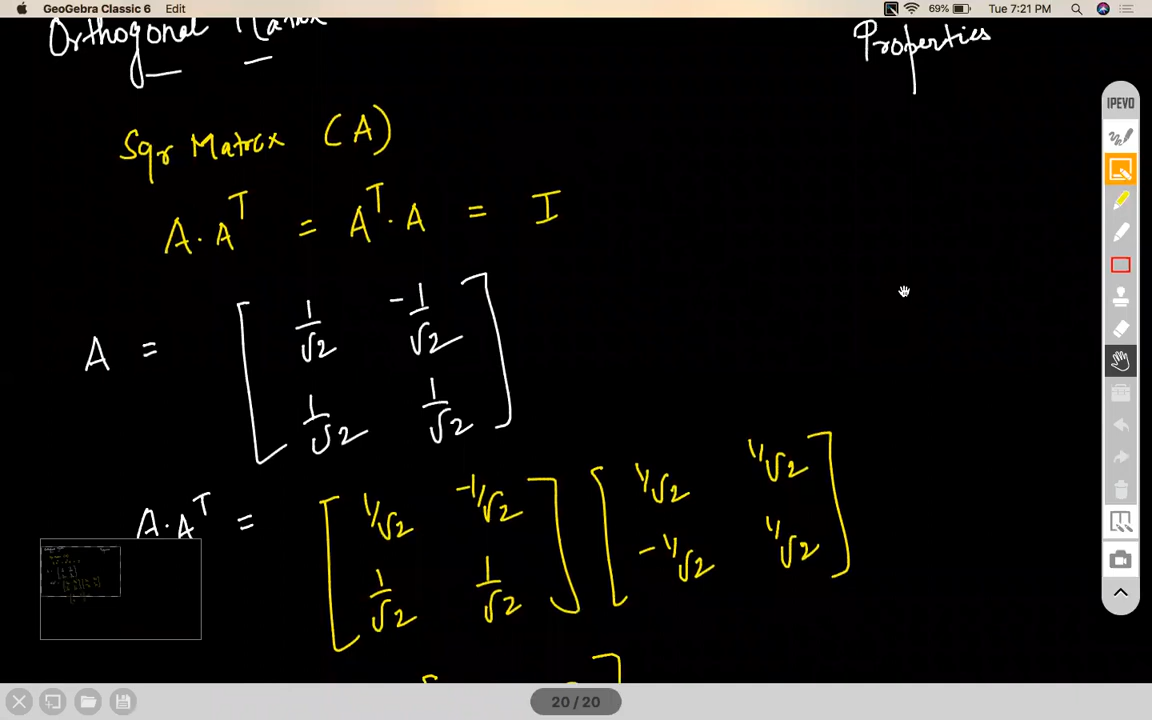 GeoGebra Classic 6 Edit 69% Tue 7:21 PM
Orthogonal Matrix Properties
IPEVO
Sqr Matrix (A)
A . A^T = A^T . A = I
A = [ 1/√2 -1/√2
1/√2 1/√2 ]
A . A^T = [ 1/√2 -1/√2 [ 1/√2 1/√2
1/√2 1/√2 ] -1/√2 1/√2 ]
20 / 20